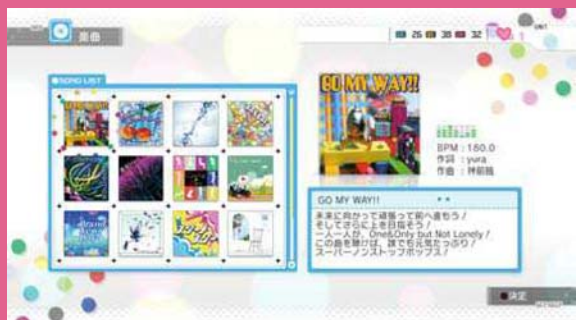 楽曲
26 38 32
UNIT
1
SONG LIST
GO MY WAY!!
BPM : 180.0
作詞 : yura
作曲 : 神前暁
GO MY WAY!!
未来に向かって頑張って前へ進もう！
そしてさらに上を目指そう！
一人一人が、One&Only but Not Lonely！
この曲を聴けば、誰でも元気たっぷり！
スーパーノンストップポップス！
決定